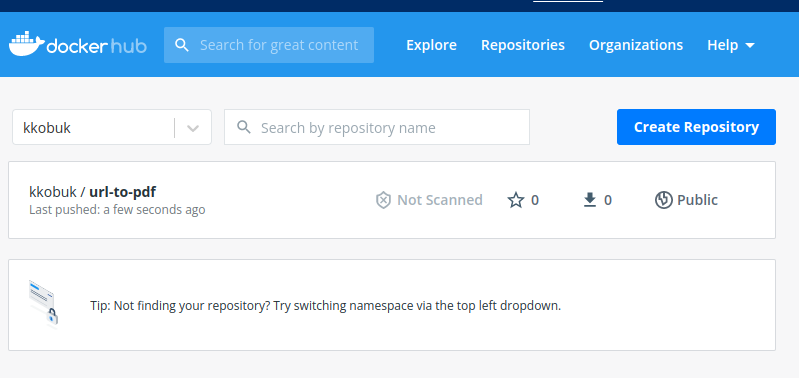 dockerhub Search for great content Explore Repositories Organizations Help
kkobuk Search by repository name Create Repository
kkobuk / url-to-pdf
Not Scanned 0 0 Public
Last pushed: a few seconds ago
Tip: Not finding your repository? Try switching namespace via the top left dropdown.